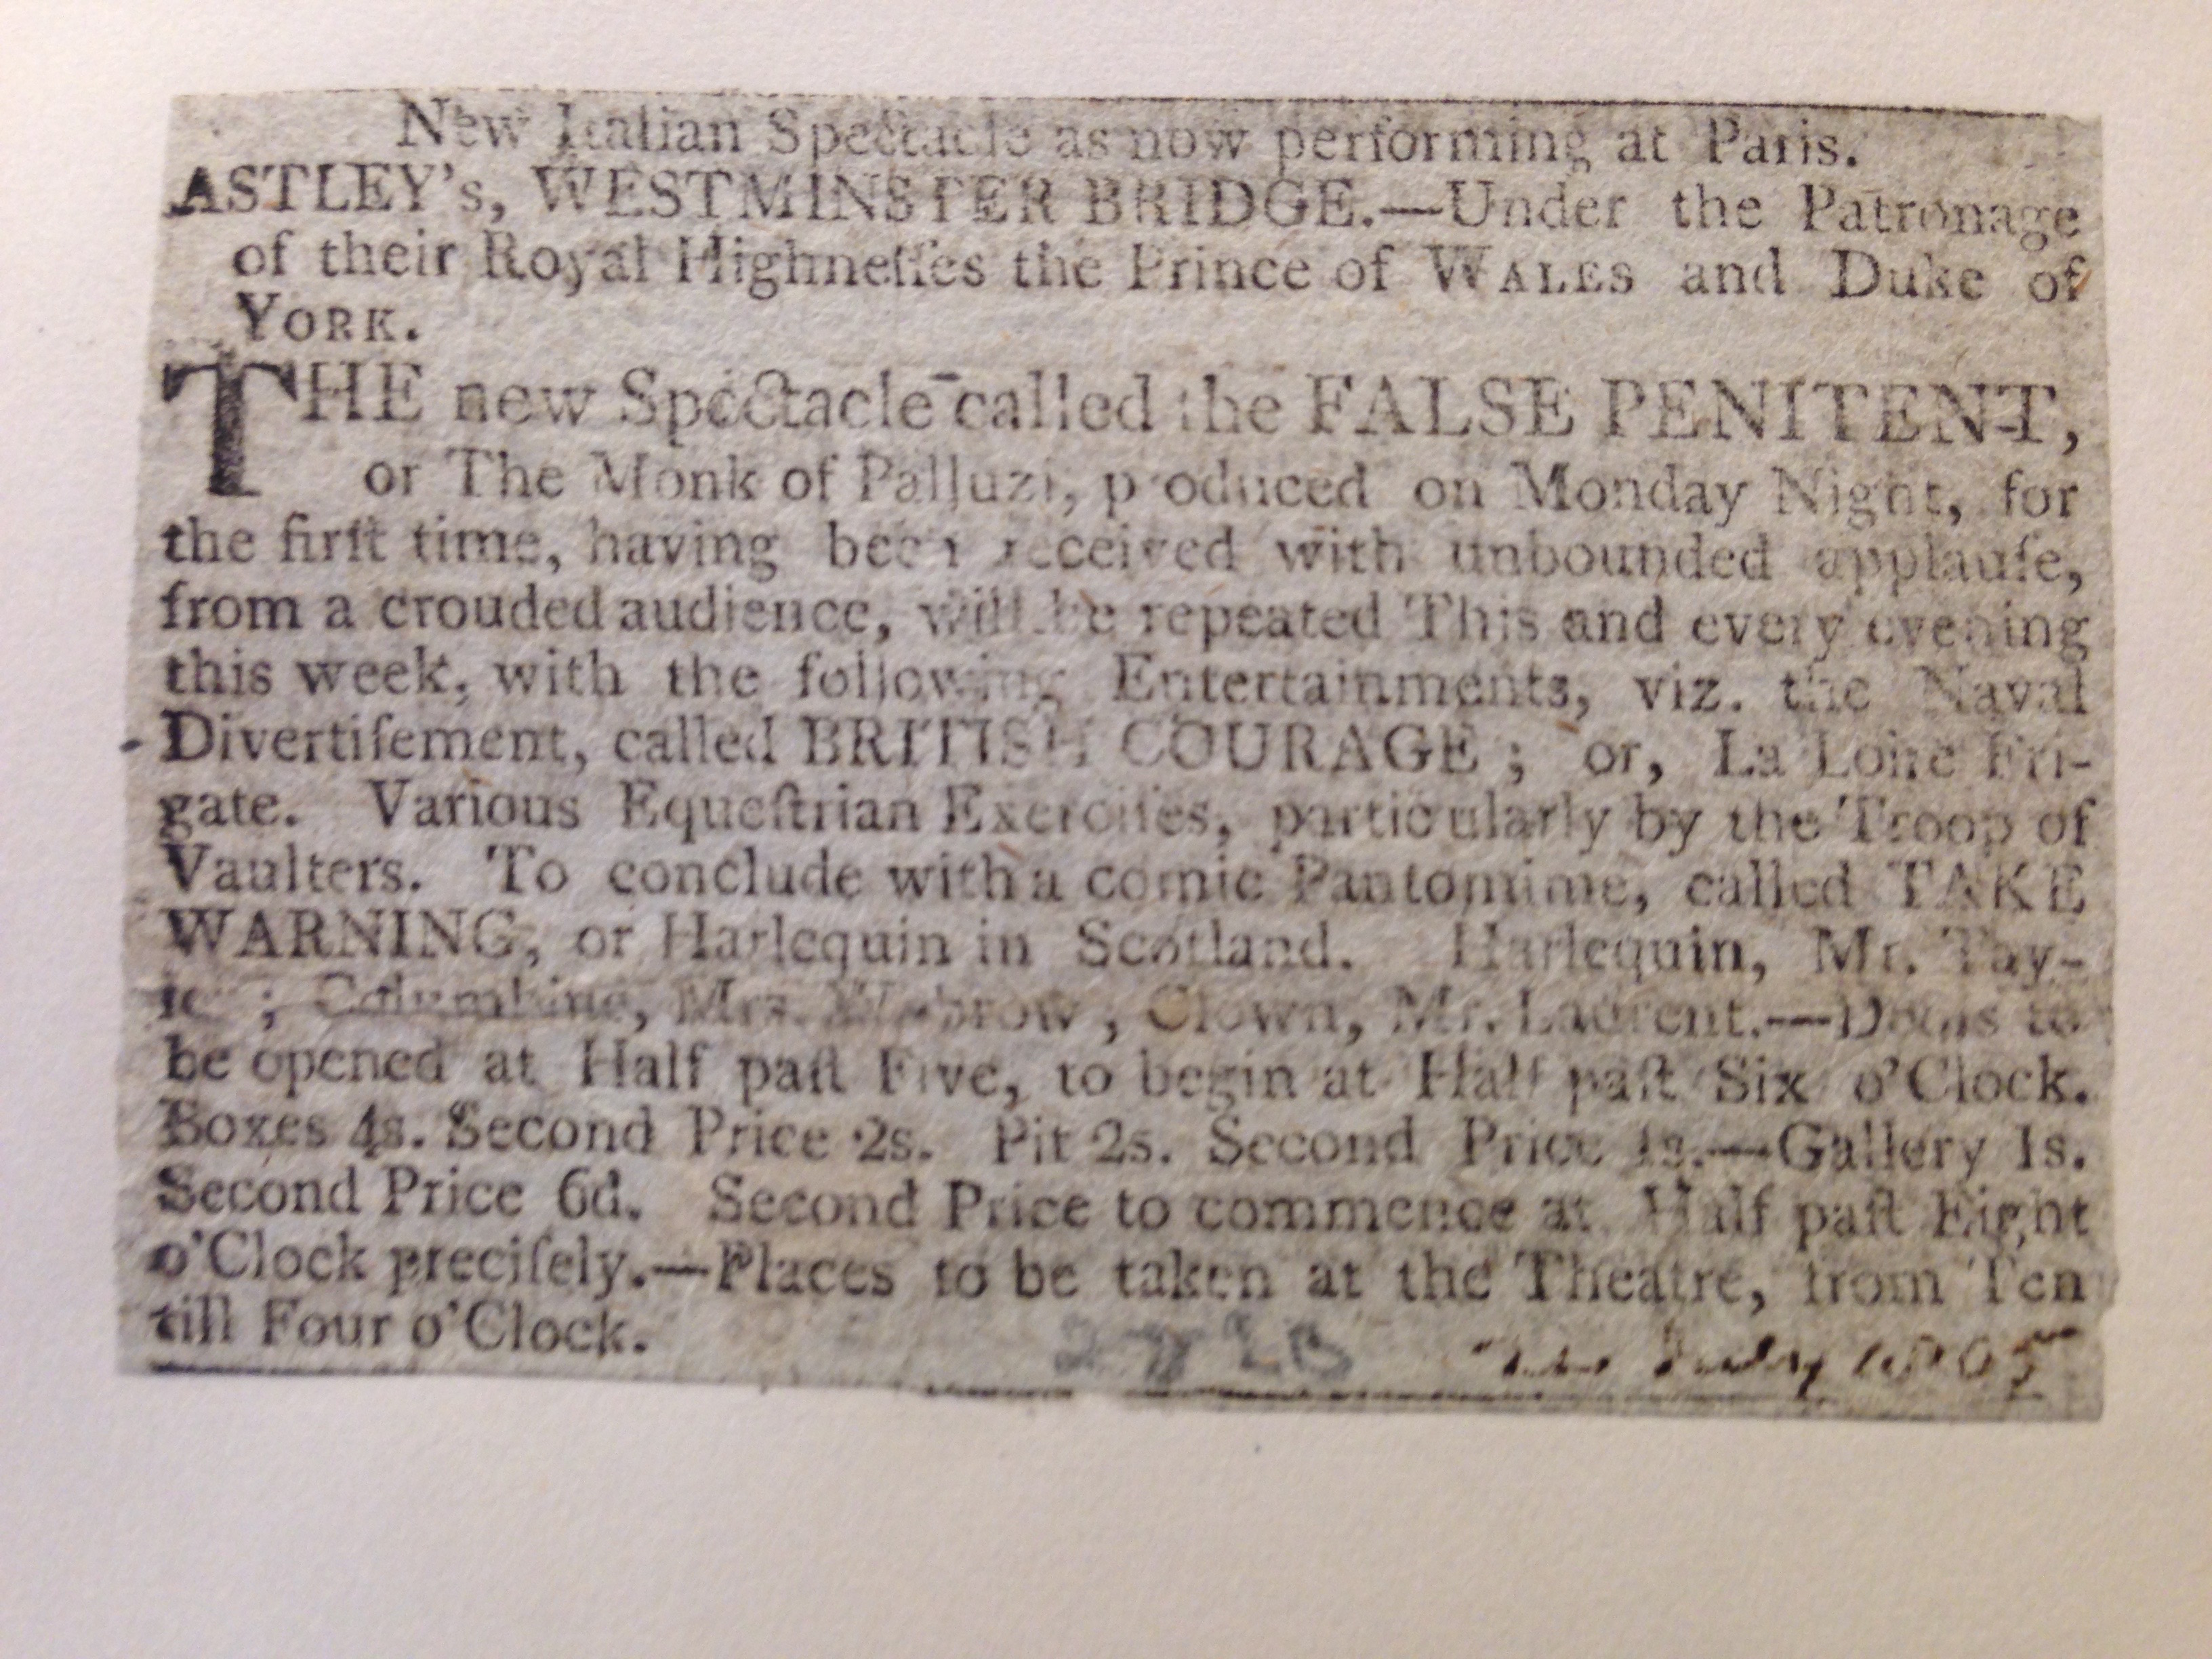 New Italian Spectacle as now performing at Paris.
ASTLEY's, WESTMINSTER BRIDGE.—Under the Patronage
of their Royal Highneſſes the Prince of WALES and Duke of
YORK.
THE new Spectacle called the FALSE PENITENT,
or The Monk of Palluzi, produced on Monday Night, for
the firſt time, having been received with unbounded applauſe,
from a crouded audience, will be repeated This and every evening
this week, with the following Entertainments, viz. the Naval
Divertiſement, called BRITISH COURAGE; or, La Loire Fri-
gate. Various Equeſtrian Exerciſes, particularly by the Troop of
Vaulters. To conclude with a comic Pantomime, called TAKE
WARNING, or Harlequin in Scotland. Harlequin, Mr. Tay-
; Columbine, Mrs. ; Clown, Mr. Laurent.—Doors to
be opened at Half paſt Five, to begin at Half paſt Six o'Clock.
Boxes 4s. Second Price 2s. Pit 2s. Second Price 1s.—Gallery 1s.
Second Price 6d. Second Price to commence at Half paſt Eight
o'Clock preciſely.—Places to be taken at the Theatre, from Ten
till Four o'Clock.
July 1805